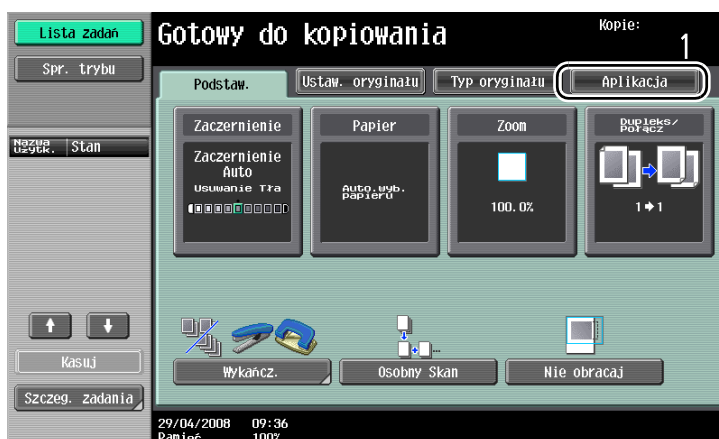 Lista zadań
Gotowy do kopiowania
Kopie:
1
Spr. trybu
Podstaw.
Ustaw. oryginału
Typ oryginału
Aplikacja
Nazwa użytk.
Stan
Zaczernienie
Papier
Zoom
Dupleks/
Połącz
Zaczernienie
Auto
Usuwanie Tła
Auto.wyb.
papieru
100.0%
1→1
Kasuj
Wykańcz.
Osobny Skan
Nie obracaj
Szczeg. zadania
29/04/2008 09:36
Pamięć 100%